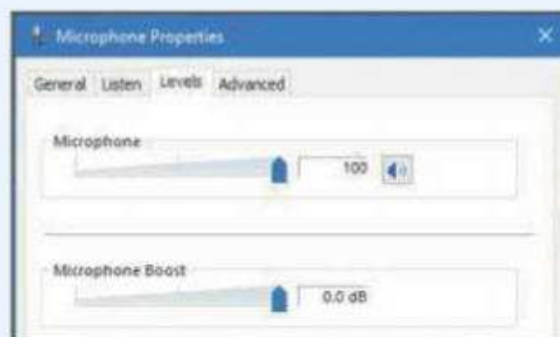 Microphone Properties
General Listen Levels Advanced
Microphone
100
Microphone Boost
0.0 dB